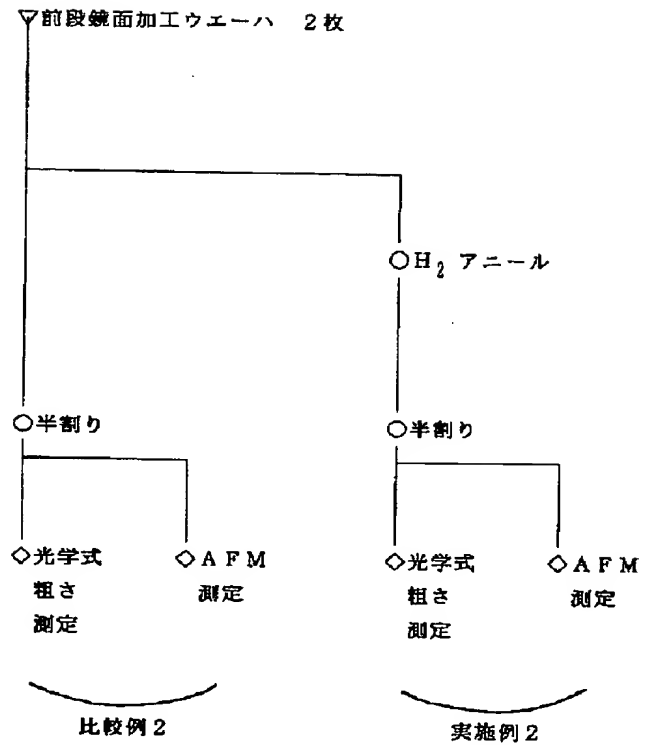 前段鏡面加工ウエーハ 2枚
H₂ アニール
半割り
半割り
光学式
粗さ
測定
AFM
測定
光学式
粗さ
測定
AFM
測定
比較例2
実施例2